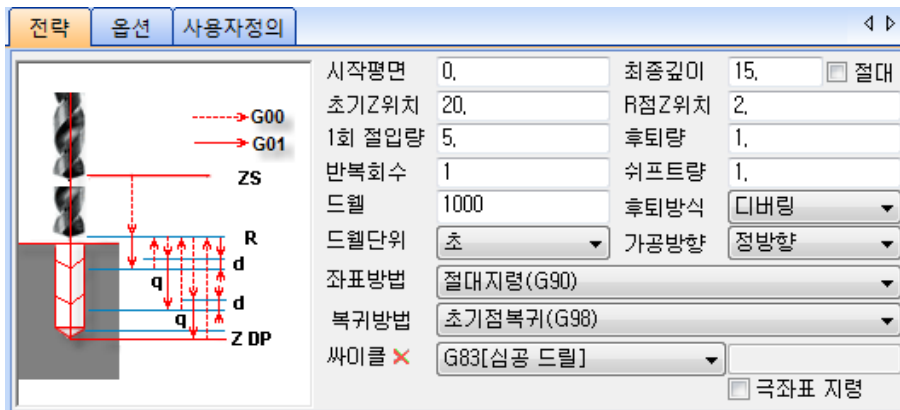 전략 옵션 사용자정의
시작평면 0, 최종깊이 15, 절대
초기Z위치 20, R점Z위치 2,
1회 절입량 5, 후퇴량 1,
반복회수 1 쉬프트량 1,
드웰 1000 후퇴방식 디버링
드웰단위 초 가공방향 정방향
좌표방법 절대지령(G90)
복귀방법 초기점복귀(G98)
싸이클 G83[심공 드릴]
극좌표 지령
G00
G01
ZS
R
d
q
d
q
Z DP